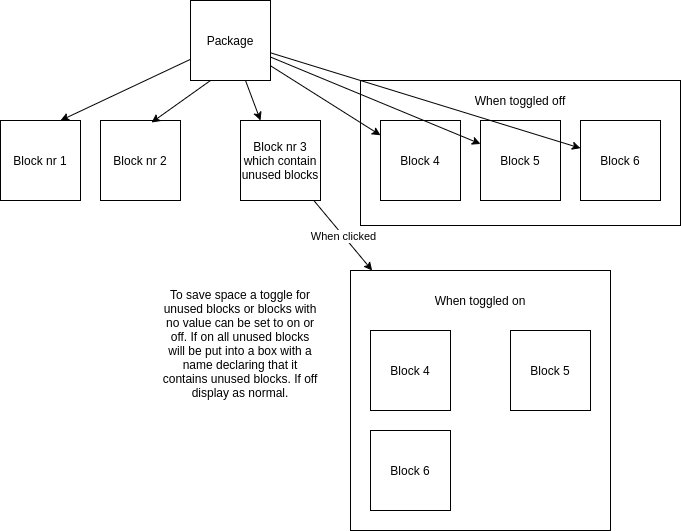 Package
When toggled off
Block nr 1
Block nr 2
Block nr 3
which contain
unused blocks
Block 4
Block 5
Block 6
When clicked
To save space a toggle for
unused blocks or blocks with
no value can be set to on or
off. If on all unused blocks
will be put into a box with a
name declaring that it
contains unused blocks. If off
display as normal.
When toggled on
Block 4
Block 5
Block 6